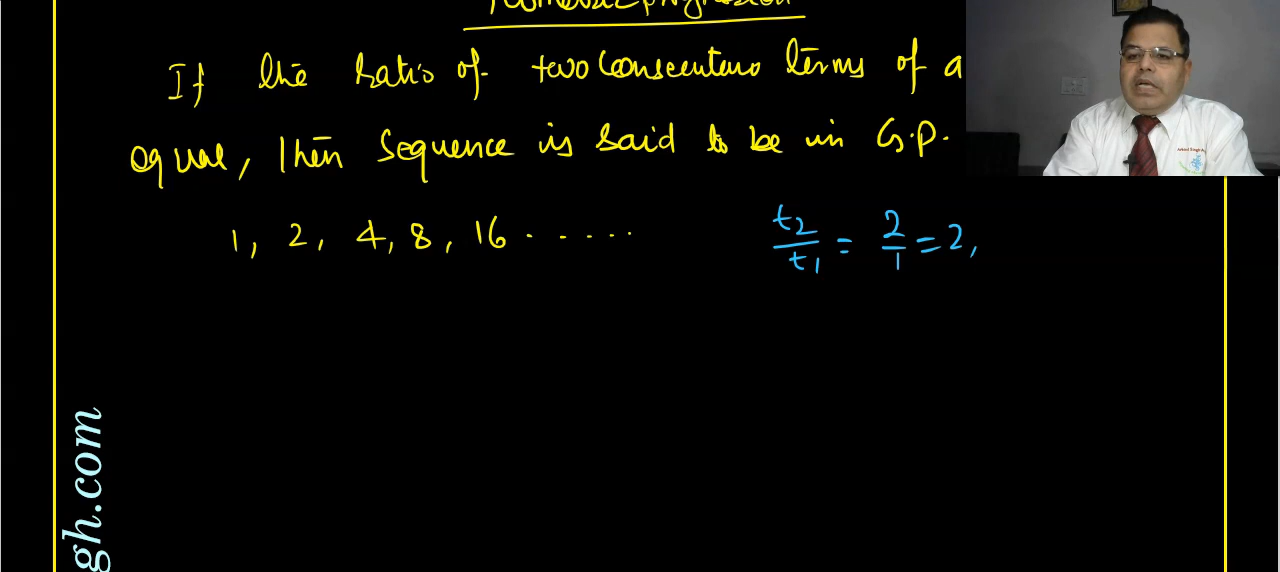 If the ratio of two consecutive terms of a
equal, then sequence is said to be in G.P.
1, 2, 4, 8, 16 . . . . .
t2/t1 = 2/1 = 2,
gh.com